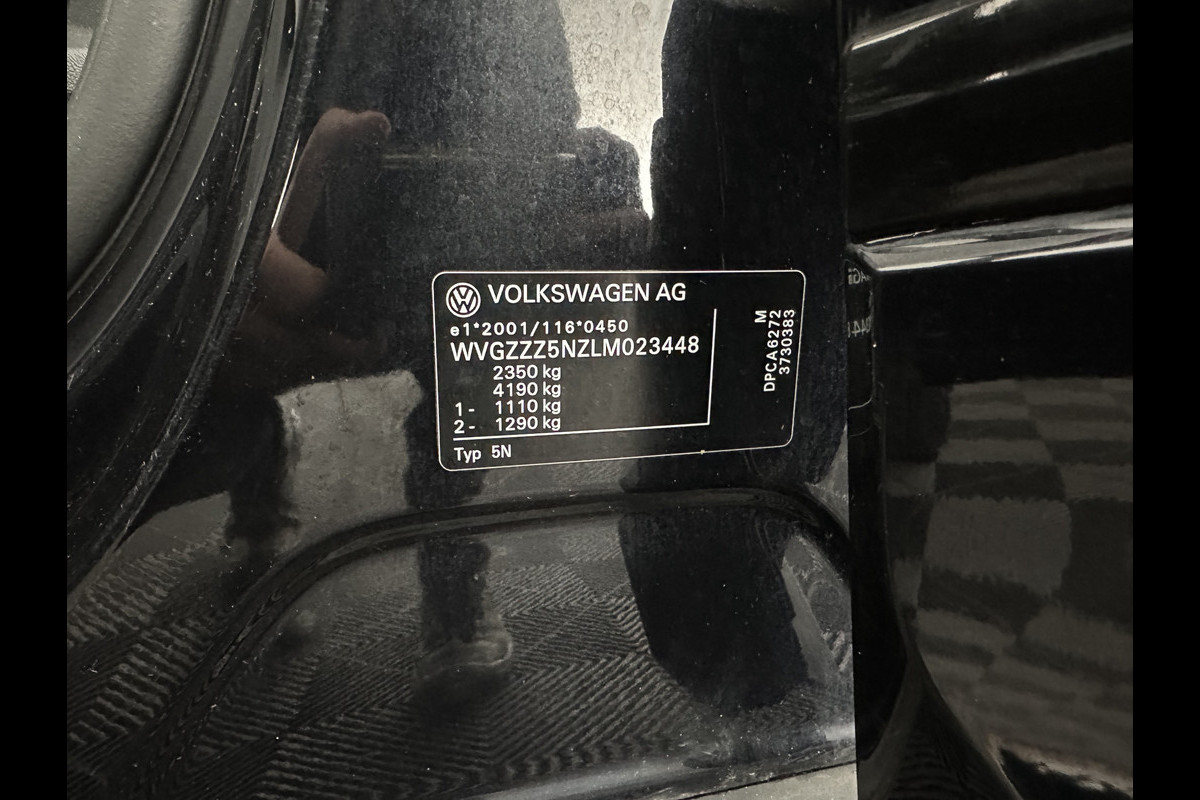 VOLKSWAGEN AG
e1*2001/116*0450
WVGZZZ5NZLM023448
2350 kg
4190 kg
1- 1110 kg
2- 1290 kg
Typ 5N
M
DPCA6272
3730383